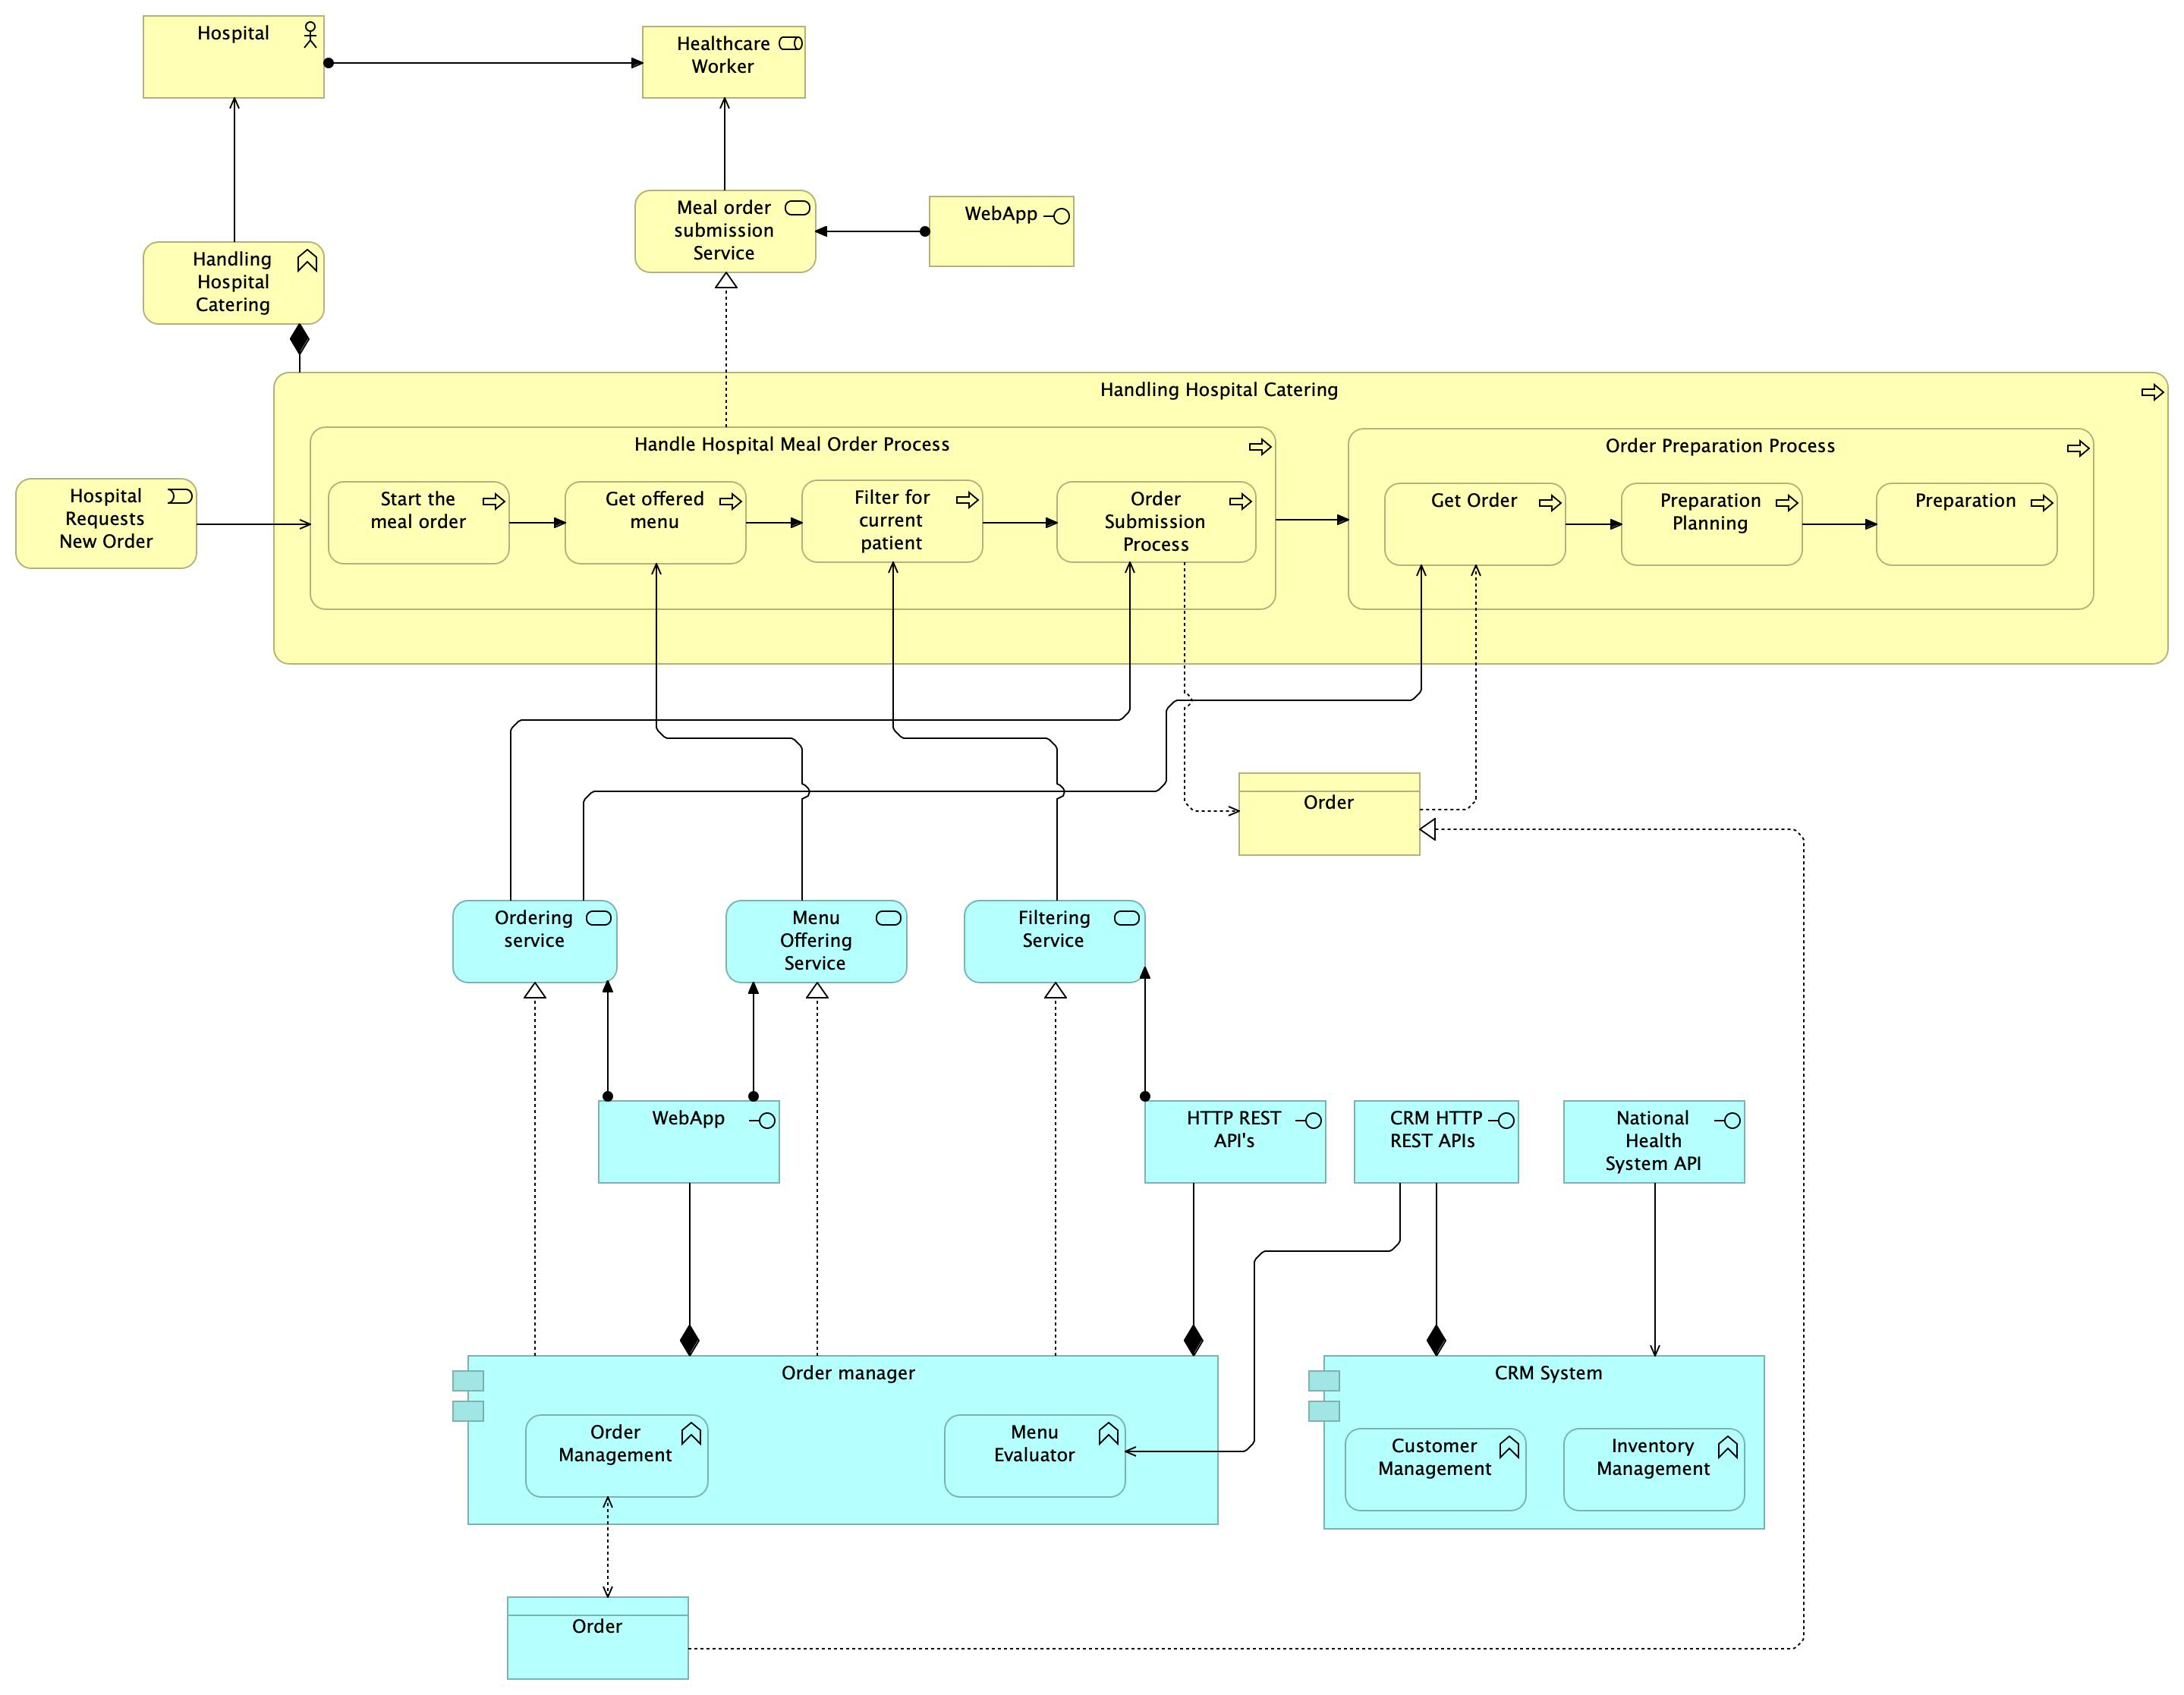 Hospital
Healthcare
Worker
Meal order
submission
Service
WebApp
Handling
Hospital
Catering
Handling Hospital Catering
Handle Hospital Meal Order Process
Order Preparation Process
Hospital
Requests
New Order
Start the
meal order
Get offered
menu
Filter for
current
patient
Order
Submission
Process
Get Order
Preparation
Planning
Preparation
Order
Ordering
service
Menu
Offering
Service
Filtering
Service
WebApp
HTTP REST
API's
CRM HTTP
REST APIs
National
Health
System API
Order manager
CRM System
Order
Management
Menu
Evaluator
Customer
Management
Inventory
Management
Order